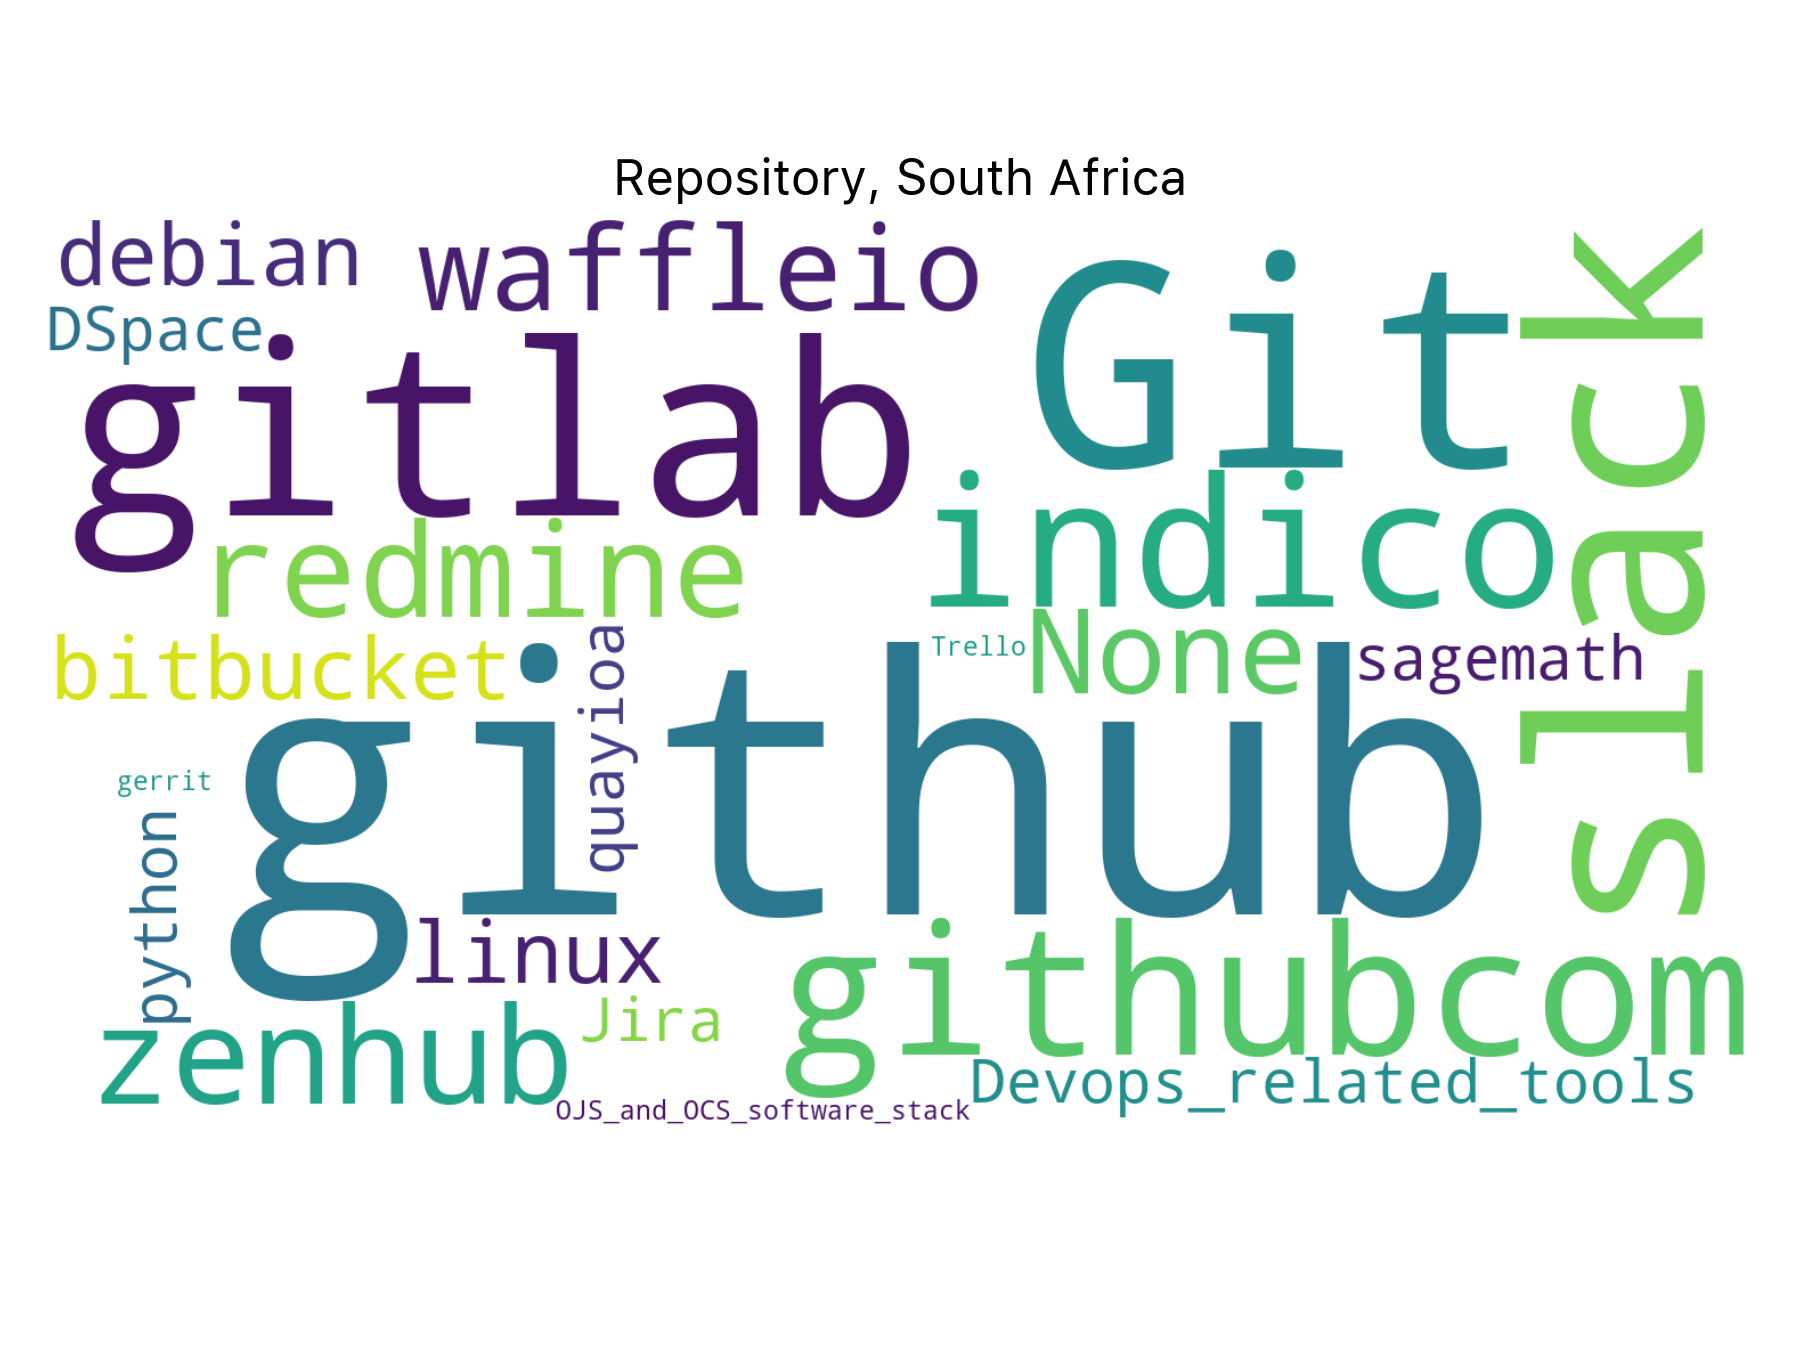 Repository, South Africa
debian
waffleio
Git
slack
DSpace
gitlab
indico
redmine
None
Trello
sagemath
bitbucket
quayioa
github
gerrit
python
linux
githubcom
Jira
zenhub
Devops_related_tools
OJS_and_OCS_software_stack